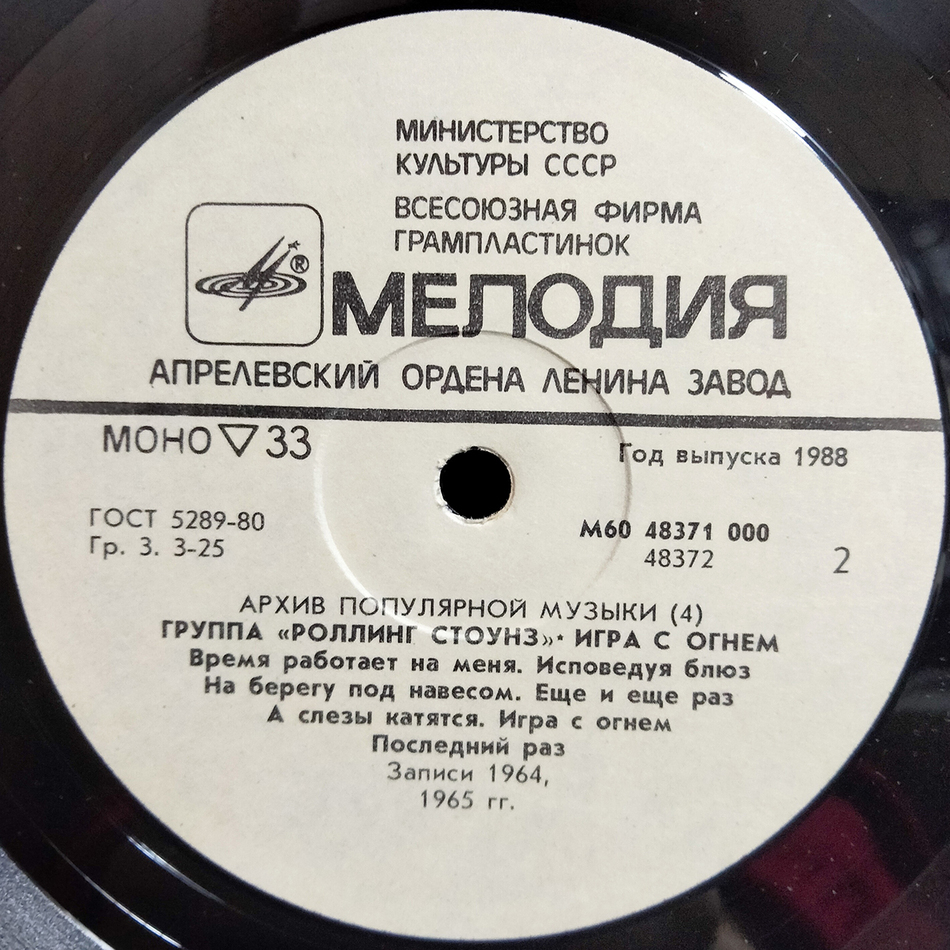 МИНИСТЕРСТВО
КУЛЬТУРЫ СССР
ВСЕСОЮЗНАЯ ФИРМА
ГРАМПЛАСТИНОК
®
МЕЛОДИЯ
АПРЕЛЕВСКИЙ ОРДЕНА ЛЕНИНА ЗАВОД
МОНО ▽ 33
Год выпуска 1988
ГОСТ 5289-80
Гр. 3. 3-25
М60 48371 000
48372
2
АРХИВ ПОПУЛЯРНОЙ МУЗЫКИ (4)
ГРУППА «РОЛЛИНГ СТОУНЗ»· ИГРА С ОГНЕМ
Время работает на меня. Исповедуя блюз
На берегу под навесом. Еще и еще раз
А слезы катятся. Игра с огнем
Последний раз
Записи 1964,
1965 гг.